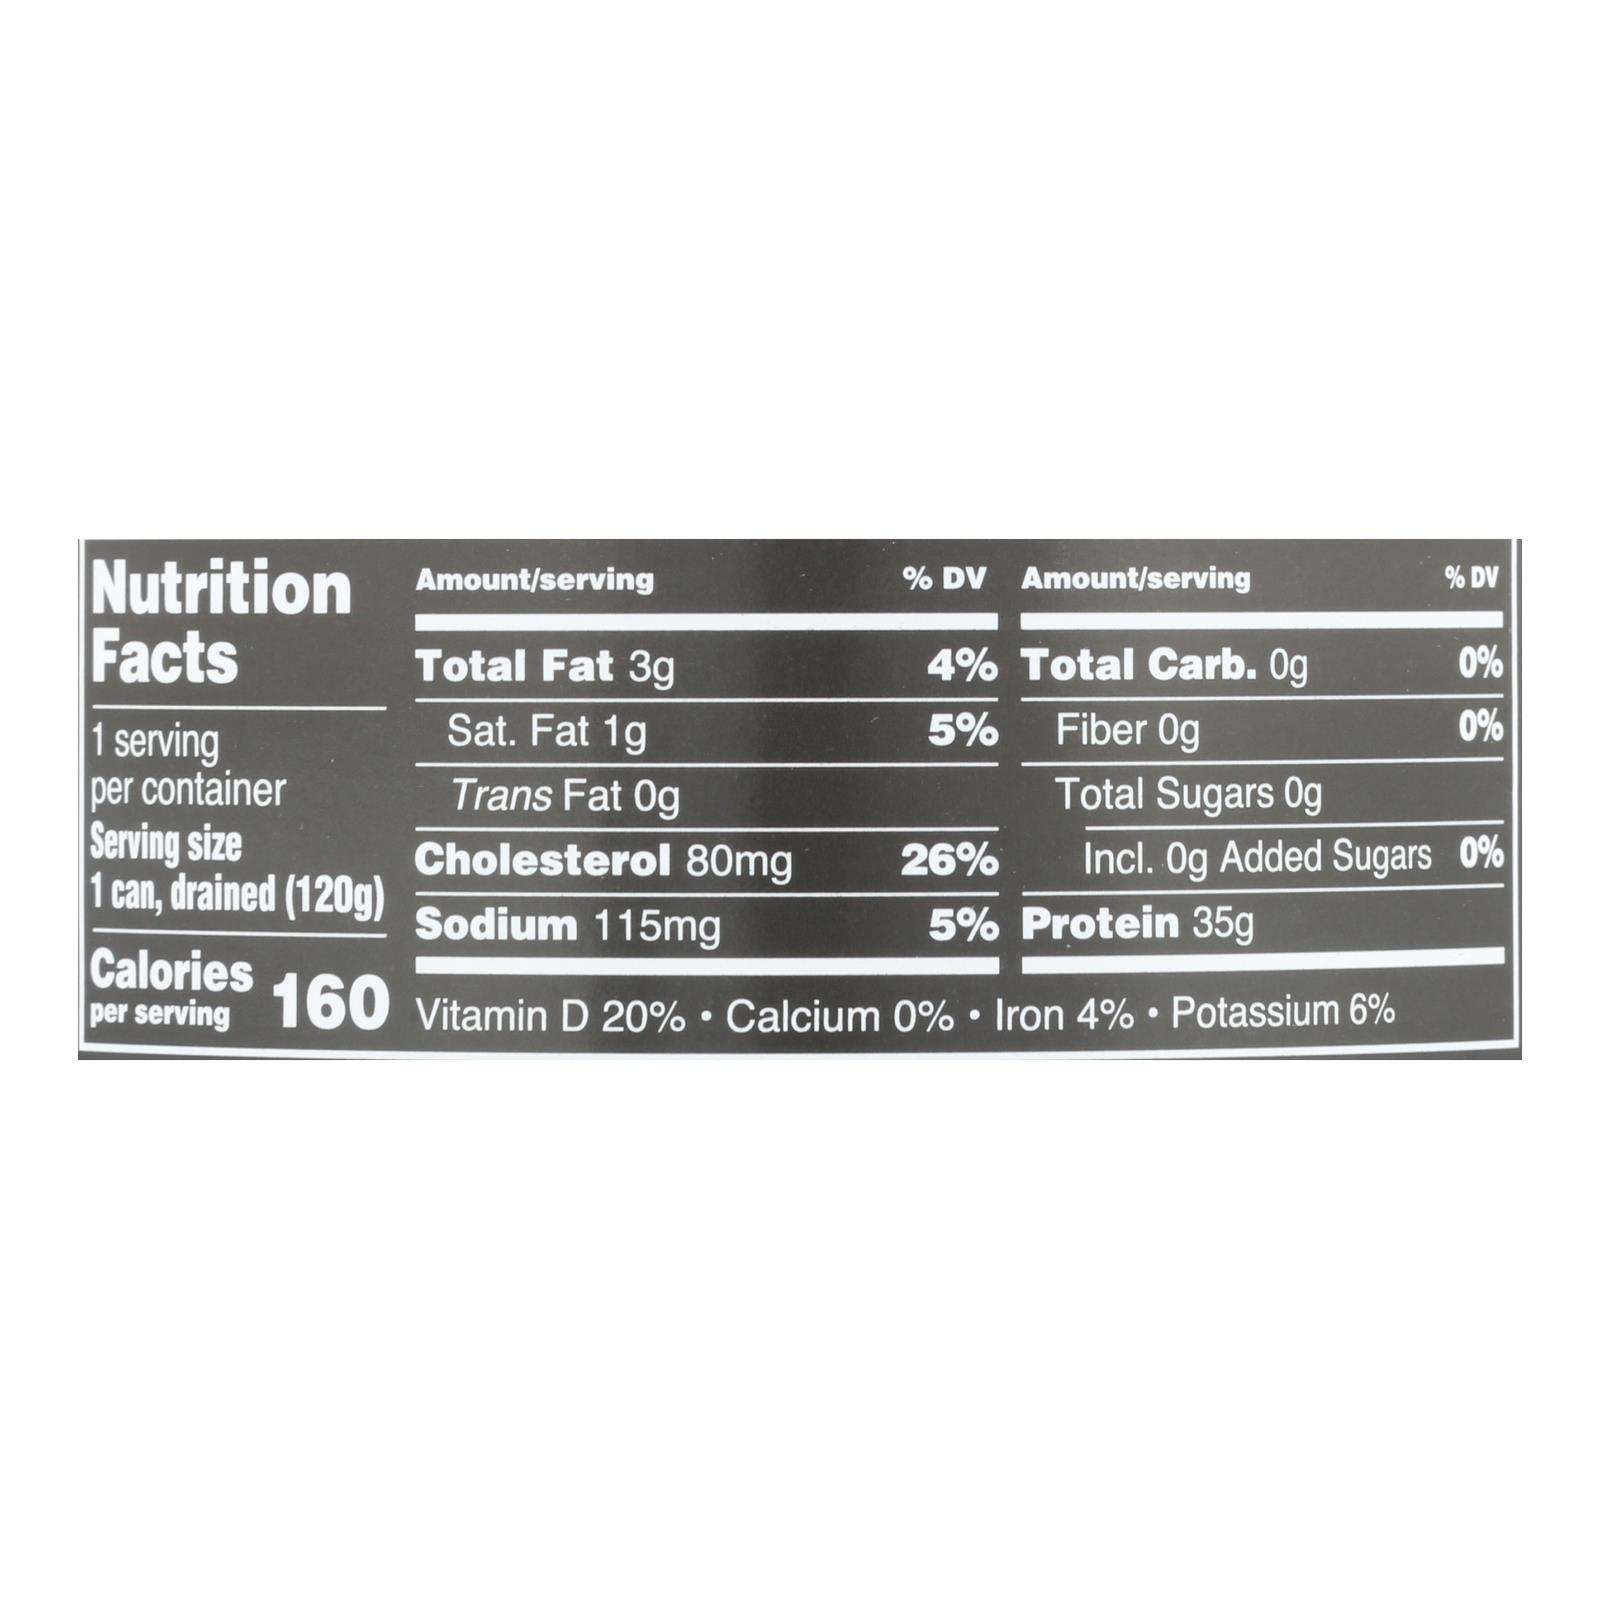 Nutrition
Facts
1 serving
per container
Serving size
1 can, drained (120g)
Calories
per serving
160
Amount/serving % DV
Total Fat 3g 4%
Sat. Fat 1g 5%
Trans Fat 0g
Cholesterol 80mg 26%
Sodium 115mg 5%
Amount/serving % DV
Total Carb. 0g 0%
Fiber 0g 0%
Total Sugars 0g
Incl. 0g Added Sugars 0%
Protein 35g
Vitamin D 20% • Calcium 0% • Iron 4% • Potassium 6%